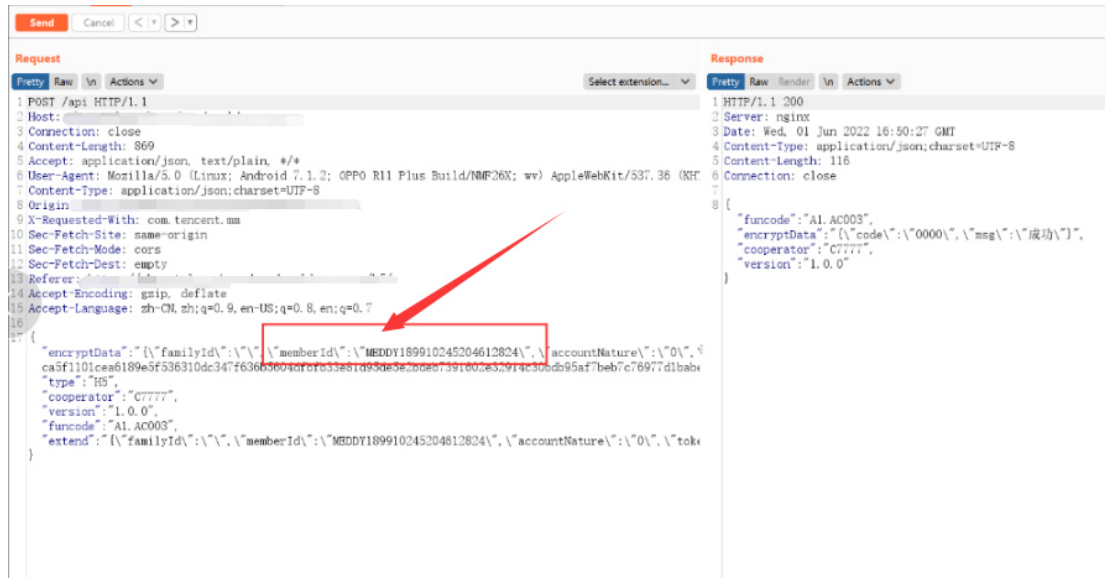 Send Cancel < >
Request
Pretty Raw \n Actions
Select extension...
1 POST /api HTTP/1.1
2 Host:
3 Connection: close
4 Content-Length: 869
5 Accept: application/json, text/plain, */*
6 User-Agent: Mozilla/5.0 (Linux; Android 7.1.2; OPPO R11 Plus Build/NMF26X; wv) AppleWebKit/537.36 (KHT
7 Content-Type: application/json;charset=UTF-8
8 Origin
9 X-Requested-With: com.tencent.mm
10 Sec-Fetch-Site: same-origin
11 Sec-Fetch-Mode: cors
12 Sec-Fetch-Dest: empty
13 Referer:
14 Accept-Encoding: gzip, deflate
15 Accept-Language: zh-CN,zh;q=0.9,en-US;q=0.8,en;q=0.7
16
17 {
"encryptData":"{\"familyId\":\"\",\"memberId\":\"MEDDY189910245204612824\",\"accountNature\":\"0\",
"type":"H5",
"cooperator":"C7777",
"version":"1.0.0",
"funcode":"A1.AC003",
"extend":"{\"familyId\":\"\",\"memberId\":\"MEDDY189910245204612824\",\"accountNature\":\"0\",\"toke
}
Response
Pretty Raw Render \n Actions
1 HTTP/1.1 200
2 Server: nginx
3 Date: Wed, 01 Jun 2022 16:50:27 GMT
4 Content-Type: application/json;charset=UTF-8
5 Content-Length: 116
6 Connection: close
7
8 {
"funcode":"A1.AC003",
"encryptData":"{\"code\":\"0000\",\"msg\":\"成功\"}",
"cooperator":"C7777",
"version":"1.0.0"
}